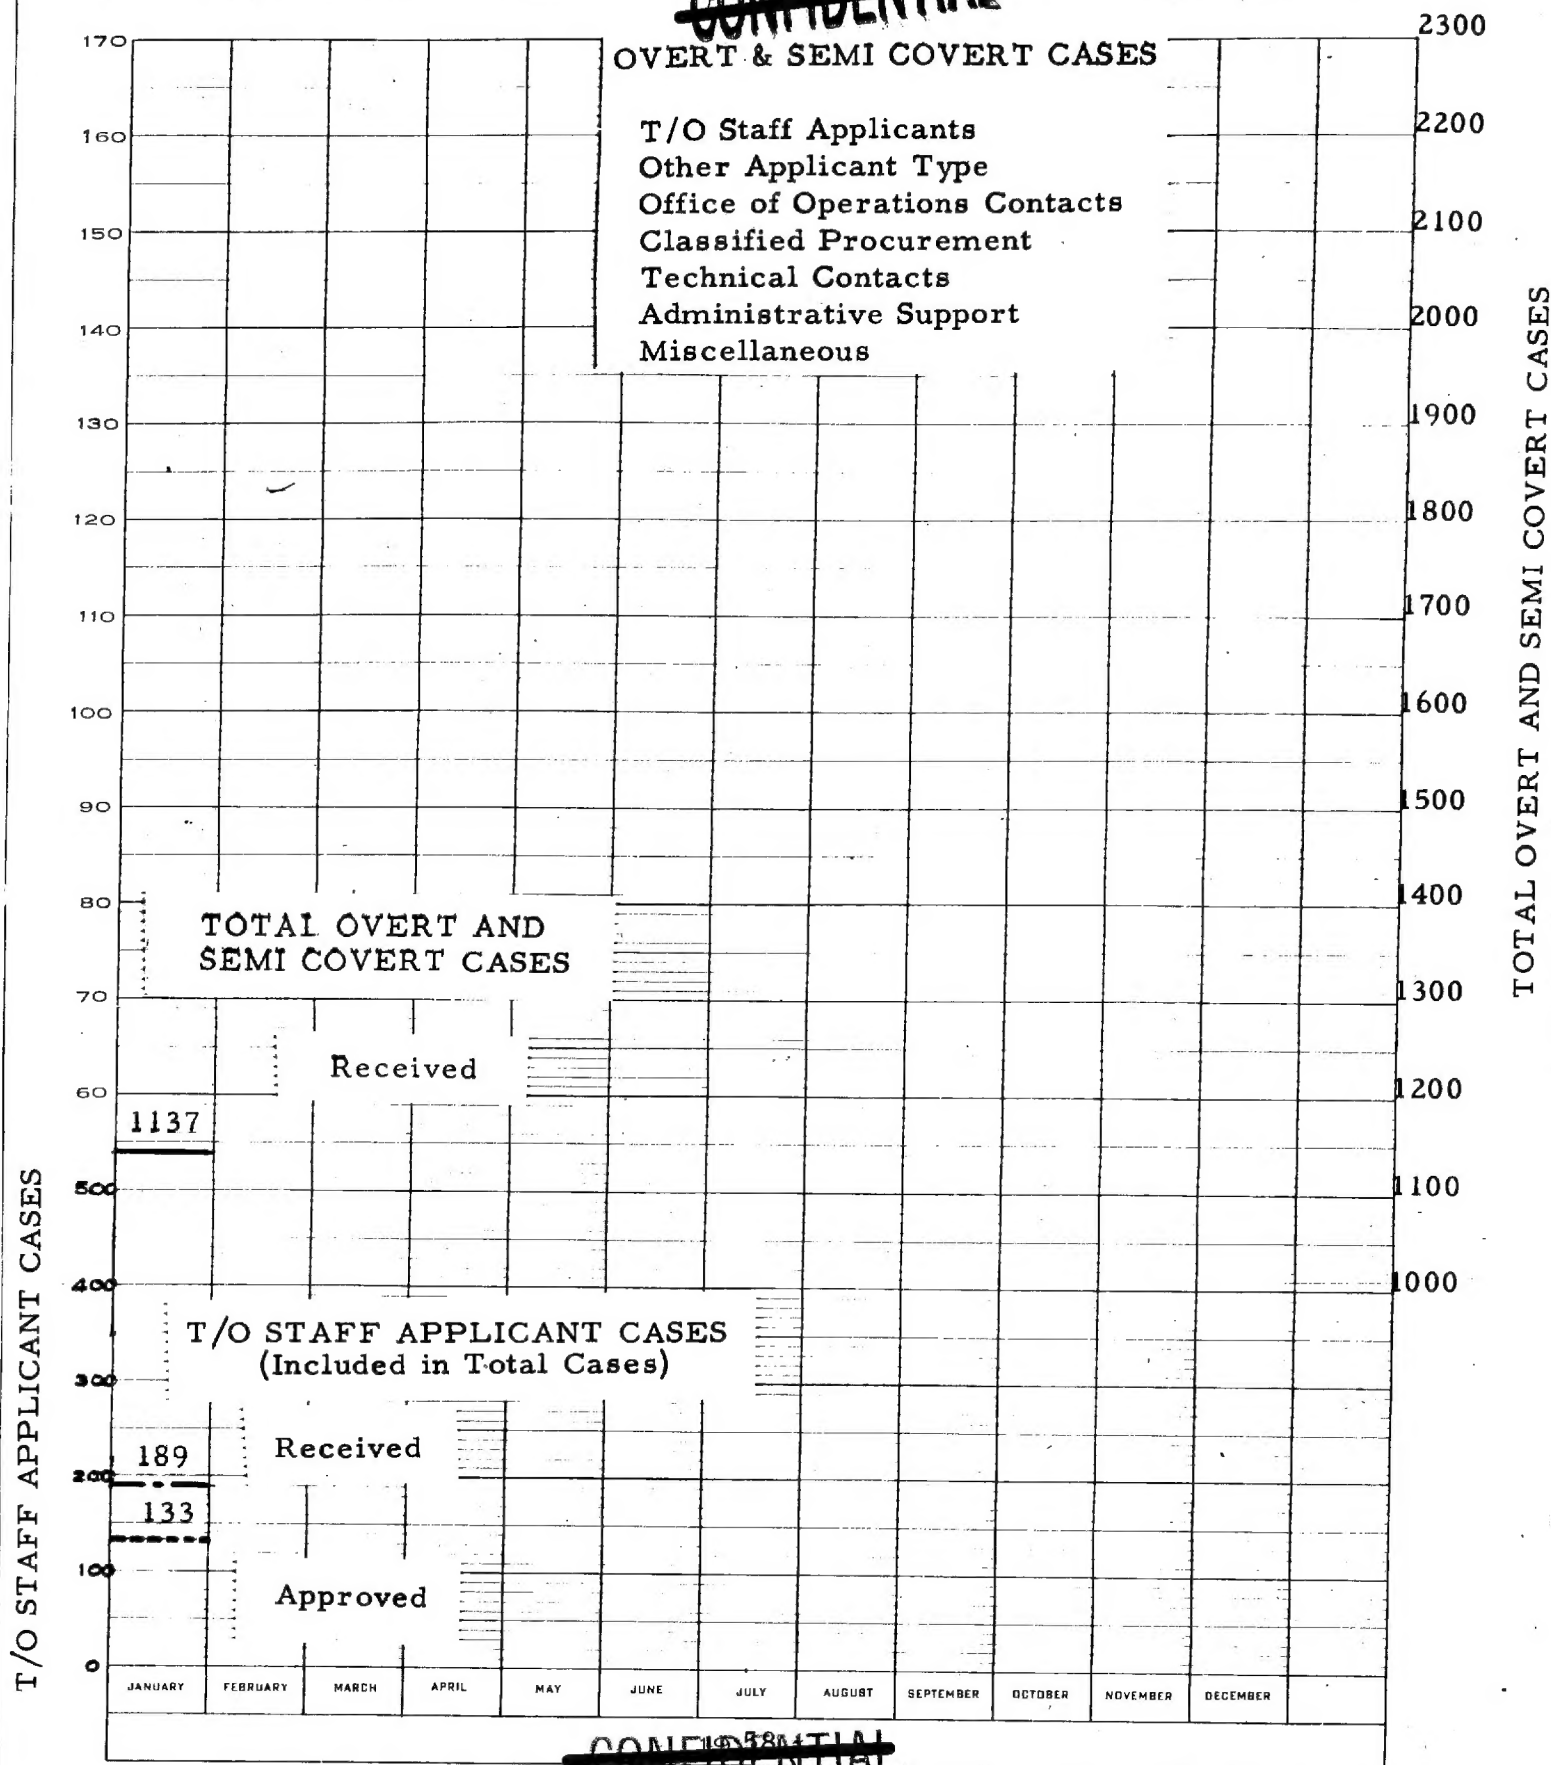 CONFIDENTIAL
OVERT & SEMI COVERT CASES
T/O Staff Applicants
Other Applicant Type
Office of Operations Contacts
Classified Procurement
Technical Contacts
Administrative Support
Miscellaneous
170
160
150
140
130
120
110
100
90
80
70
60
500
400
300
200
100
0
T/O STAFF APPLICANT CASES
2300
2200
2100
2000
1900
1800
1700
1600
1500
1400
1300
1200
1100
1000
TOTAL OVERT AND SEMI COVERT CASES
TOTAL OVERT AND
SEMI COVERT CASES
Received
1137
T/O STAFF APPLICANT CASES
(Included in Total Cases)
Received
189
133
Approved
JANUARY FEBRUARY MARCH APRIL MAY JUNE JULY AUGUST SEPTEMBER OCTOBER NOVEMBER DECEMBER
CONFIDENTIAL